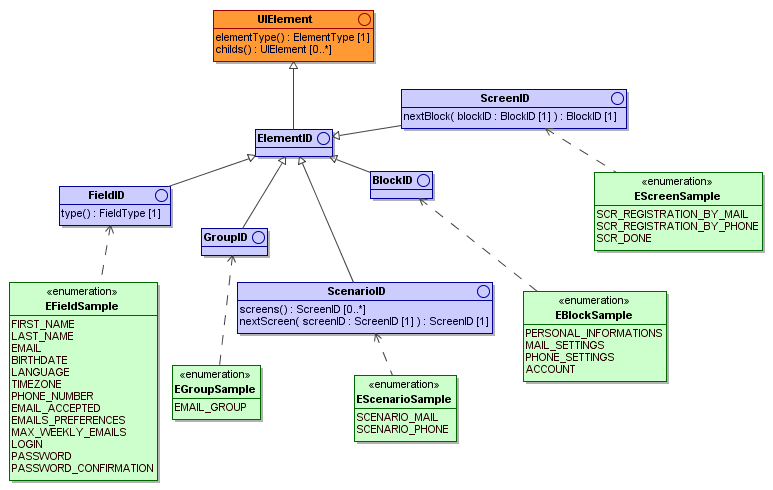 UIElement
elementType() : ElementType [1]
childs() : UIElement [0..*]
ScreenID
nextBlock( blockID : BlockID [1] ) : BlockID [1]
ElementID
FieldID
type() : FieldType [1]
BlockID
«enumeration»
EScreenSample
SCR_REGISTRATION_BY_MAIL
SCR_REGISTRATION_BY_PHONE
SCR_DONE
GroupID
ScenarioID
screens() : ScreenID [0..*]
nextScreen( screenID : ScreenID [1] ) : ScreenID [1]
«enumeration»
EFieldSample
FIRST_NAME
LAST_NAME
EMAIL
BIRTHDATE
LANGUAGE
TIMEZONE
PHONE_NUMBER
EMAIL_ACCEPTED
EMAILS_PREFERENCES
MAX_WEEKLY_EMAILS
LOGIN
PASSWORD
PASSWORD_CONFIRMATION
«enumeration»
EBlockSample
PERSONAL_INFORMATIONS
MAIL_SETTINGS
PHONE_SETTINGS
ACCOUNT
«enumeration»
EGroupSample
EMAIL_GROUP
«enumeration»
EScenarioSample
SCENARIO_MAIL
SCENARIO_PHONE